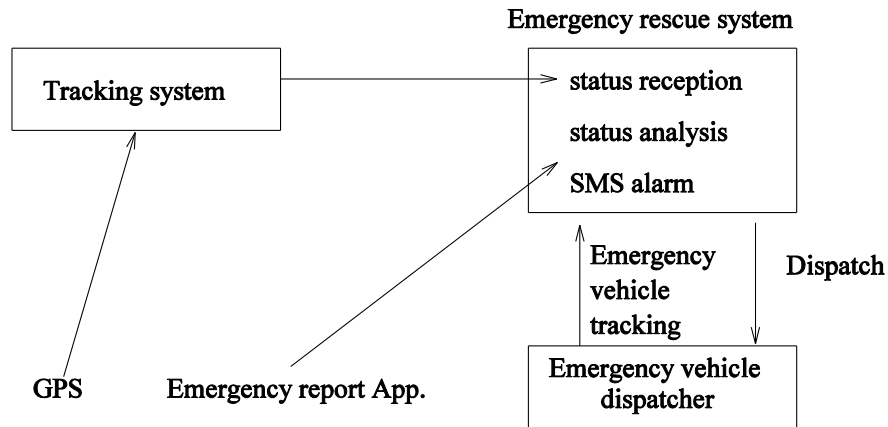 Emergency rescue system
Tracking system
status reception
status analysis
SMS alarm
Emergency
vehicle
tracking
Dispatch
GPS
Emergency report App.
Emergency vehicle
dispatcher